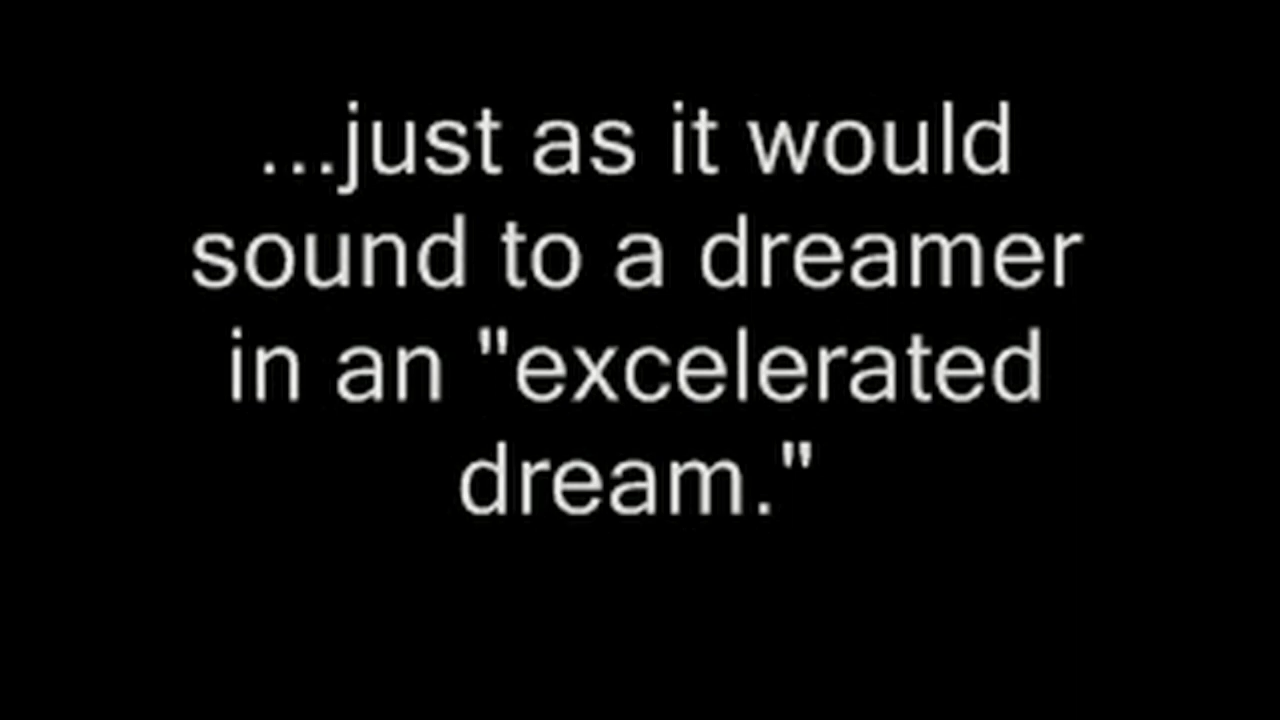 ...just as it would
sound to a dreamer
in an "excelerated
dream."